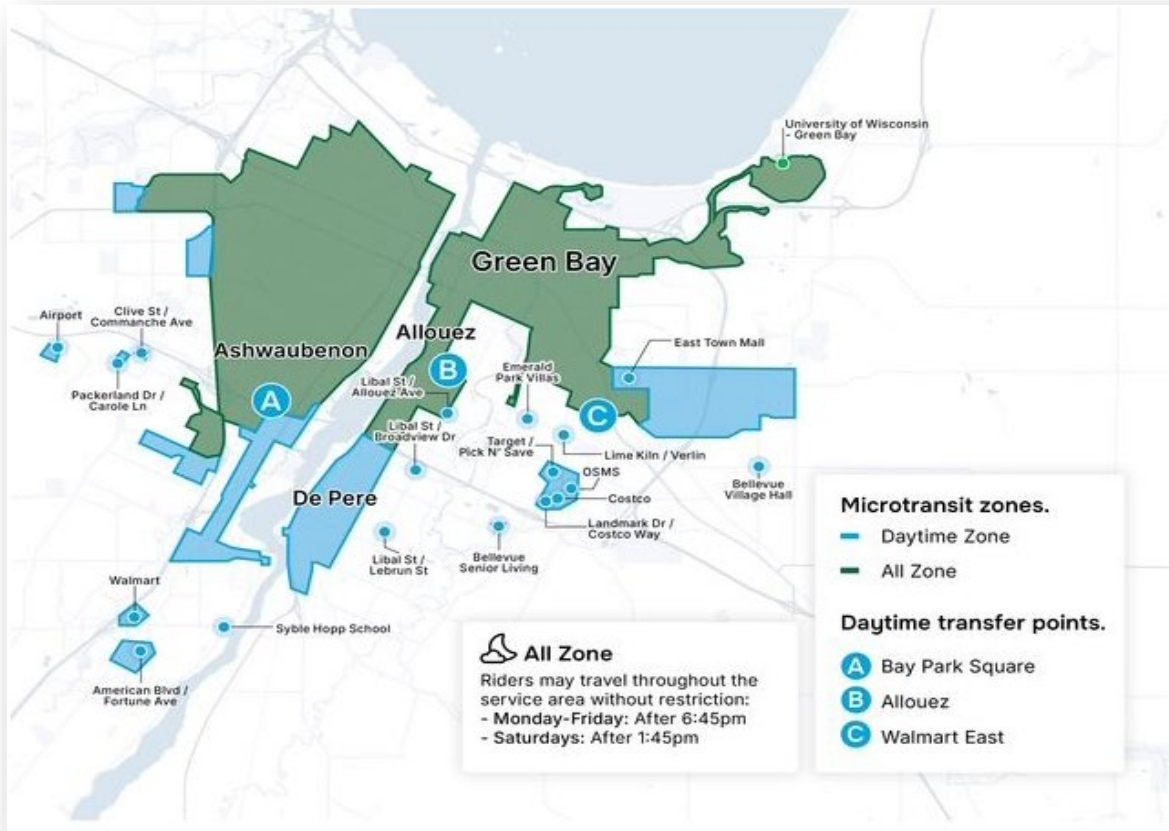 University of Wisconsin
- Green Bay
Green Bay
Airport
Clive St /
Commanche Ave
Ashwaubenon
Allouez
East Town Mall
Packerland Dr /
Carole Ln
A
B
C
Libal St /
Allouez Ave
Emerald
Park Villas
Libal St /
Broadview Dr
Target /
Pick N' Save
Lime Kiln / Verlin
OSMS
Costco
Landmark Dr /
Costco Way
Bellevue
Village Hall
De Pere
Libal St /
Lebrun St
Bellevue
Senior Living
Walmart
Syble Hopp School
American Blvd /
Fortune Ave
All Zone
Riders may travel throughout the
service area without restriction:
- Monday-Friday: After 6:45pm
- Saturdays: After 1:45pm
Microtransit zones.
Daytime Zone
All Zone
Daytime transfer points.
A Bay Park Square
B Allouez
C Walmart East